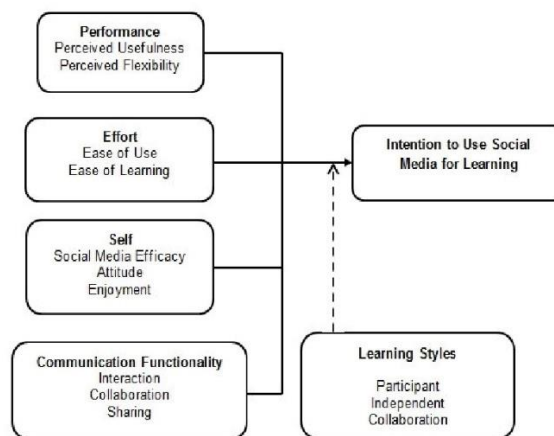 Performance
Perceived Usefulness
Perceived Flexibility
Effort
Ease of Use
Ease of Learning
Intention to Use Social
Media for Learning
Self
Social Media Efficacy
Attitude
Enjoyment
Communication Functionality
Interaction
Collaboration
Sharing
Learning Styles
Participant
Independent
Collaboration